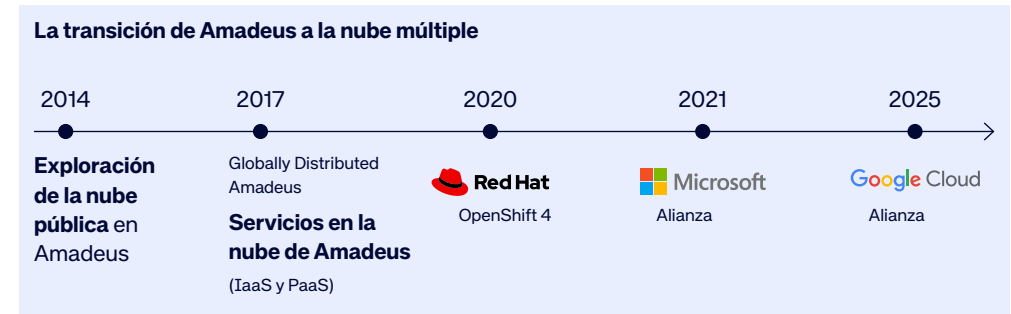 La transición de Amadeus a la nube múltiple
2014
2017
2020
2021
2025
Exploración
de la nube
pública en
Amadeus
Globally Distributed
Amadeus
Servicios en la
nube de Amadeus
(IaaS y PaaS)
Red Hat
OpenShift 4
Microsoft
Alianza
Google Cloud
Alianza